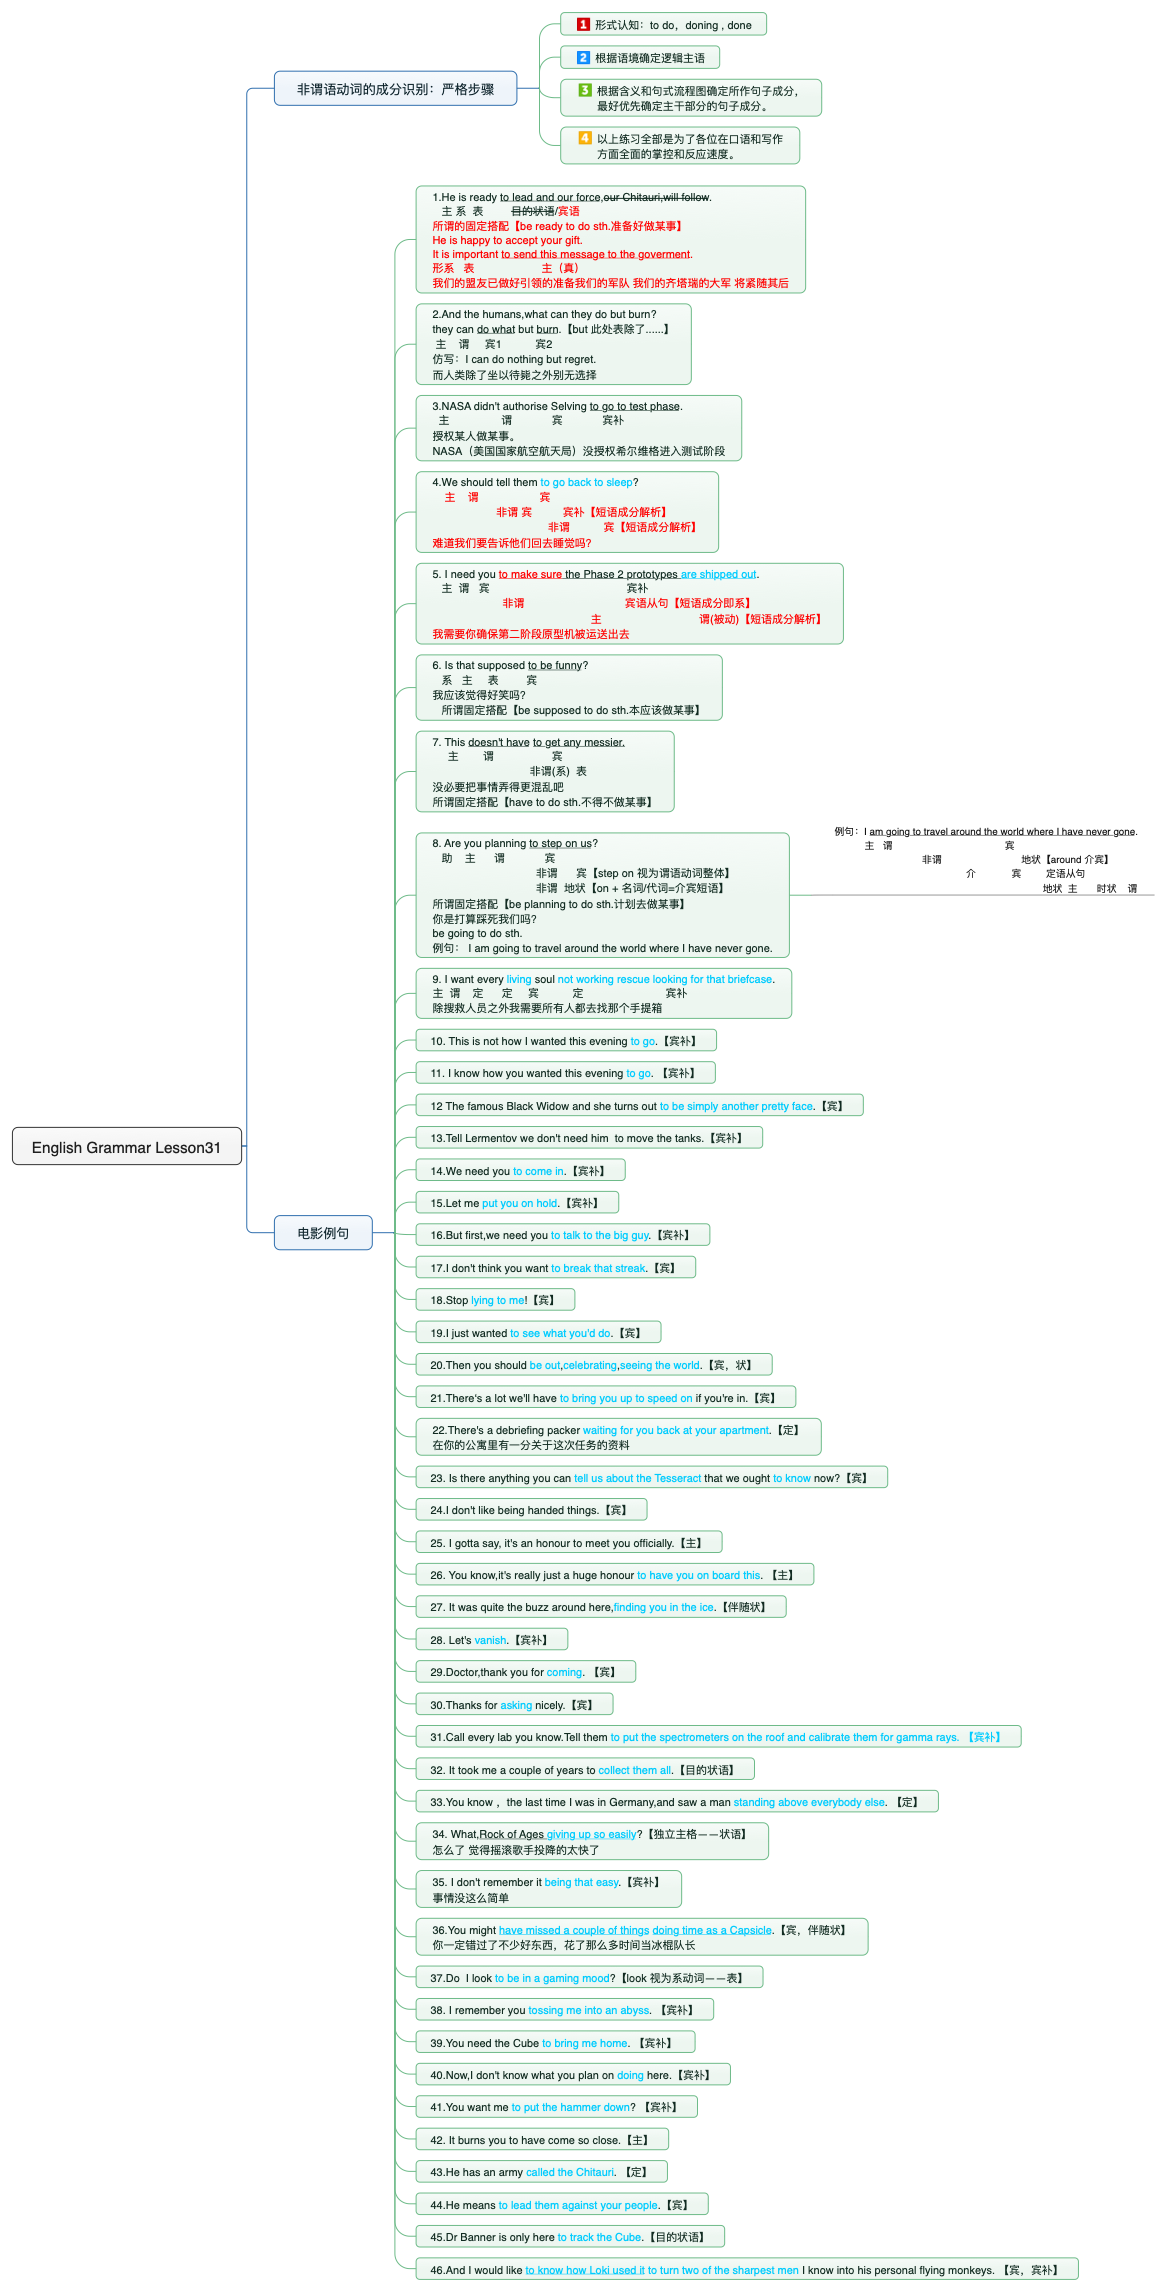 English Grammar Lesson31
非谓语动词的成分识别：严格步骤
1 形式认知：to do，doning , done
2 根据语境确定逻辑主语
3 根据含义和句式流程图确定所作句子成分，
最好优先确定主干部分的句子成分。
4 以上练习全部是为了各位在口语和写作
方面全面的掌控和反应速度。
电影例句
1.He is ready to lead and our force,our Chitauri,will follow.
主 系 表 目的状语/宾语
所谓的固定搭配【be ready to do sth.准备好做某事】
He is happy to accept your gift.
It is important to send this message to the goverment.
形系 表 主（真）
我们的盟友已做好引领的准备我们的军队 我们的齐塔瑞的大军 将紧随其后
2.And the humans,what can they do but burn?
they can do what but burn.【but 此处表除了......】
主 谓 宾1 宾2
仿写：I can do nothing but regret.
而人类除了坐以待毙之外别无选择
3.NASA didn't authorise Selving to go to test phase.
主 谓 宾 宾补
授权某人做某事。
NASA（美国国家航空航天局）没授权希尔维格进入测试阶段
4.We should tell them to go back to sleep?
主 谓 宾
非谓 宾 宾补【短语成分解析】
非谓 宾【短语成分解析】
难道我们要告诉他们回去睡觉吗？
5. I need you to make sure the Phase 2 prototypes are shipped out.
主 谓 宾 宾补
非谓 宾语从句【短语成分即系】
主 谓(被动)【短语成分解析】
我需要你确保第二阶段原型机被运送出去
6. Is that supposed to be funny?
系 主 表 宾
我应该觉得好笑吗？
所谓固定搭配【be supposed to do sth.本应该做某事】
7. This doesn't have to get any messier.
主 谓 宾
非谓(系) 表
没必要把事情弄得更混乱吧
所谓固定搭配【have to do sth.不得不做某事】
8. Are you planning to step on us?
助 主 谓 宾
非谓 宾【step on 视为谓语动词整体】
非谓 地状【on + 名词/代词=介宾短语】
所谓固定搭配【be planning to do sth.计划去做某事】
你是打算踩死我们吗？
be going to do sth.
例句： I am going to travel around the world where I have never gone.
例句：I am going to travel around the world where I have never gone.
主 谓 宾
非谓 地状【around 介宾】
介 宾 定语从句
地状 主 时状 谓
9. I want every living soul not working rescue looking for that briefcase.
主 谓 定 定 宾 定 宾补
除搜救人员之外我需要所有人都去找那个手提箱
10. This is not how I wanted this evening to go.【宾补】
11. I know how you wanted this evening to go. 【宾补】
12 The famous Black Widow and she turns out to be simply another pretty face.【宾】
13.Tell Lermentov we don't need him to move the tanks.【宾补】
14.We need you to come in.【宾补】
15.Let me put you on hold.【宾补】
16.But first,we need you to talk to the big guy.【宾补】
17.I don't think you want to break that streak.【宾】
18.Stop lying to me!【宾】
19.I just wanted to see what you'd do.【宾】
20.Then you should be out,celebrating,seeing the world.【宾，状】
21.There's a lot we'll have to bring you up to speed on if you're in.【宾】
22.There's a debriefing packer waiting for you back at your apartment.【定】
在你的公寓里有一分关于这次任务的资料
23. Is there anything you can tell us about the Tesseract that we ought to know now?【宾】
24.I don't like being handed things.【宾】
25. I gotta say, it's an honour to meet you officially.【主】
26. You know,it's really just a huge honour to have you on board this. 【主】
27. It was quite the buzz around here,finding you in the ice.【伴随状】
28. Let's vanish.【宾补】
29.Doctor,thank you for coming. 【宾】
30.Thanks for asking nicely.【宾】
31.Call every lab you know.Tell them to put the spectrometers on the roof and calibrate them for gamma rays. 【宾补】
32. It took me a couple of years to collect them all.【目的状语】
33.You know ，the last time I was in Germany,and saw a man standing above everybody else. 【定】
34. What,Rock of Ages giving up so easily?【独立主格——状语】
怎么了 觉得摇滚歌手投降的太快了
35. I don't remember it being that easy.【宾补】
事情没这么简单
36.You might have missed a couple of things doing time as a Capsicle.【宾，伴随状】
你一定错过了不少好东西，花了那么多时间当冰棍队长
37.Do I look to be in a gaming mood?【look 视为系动词——表】
38. I remember you tossing me into an abyss. 【宾补】
39.You need the Cube to bring me home. 【宾补】
40.Now,I don't know what you plan on doing here.【宾补】
41.You want me to put the hammer down? 【宾补】
42. It burns you to have come so close.【主】
43.He has an army called the Chitauri. 【定】
44.He means to lead them against your people.【宾】
45.Dr Banner is only here to track the Cube.【目的状语】
46.And I would like to know how Loki used it to turn two of the sharpest men I know into his personal flying monkeys. 【宾，宾补】